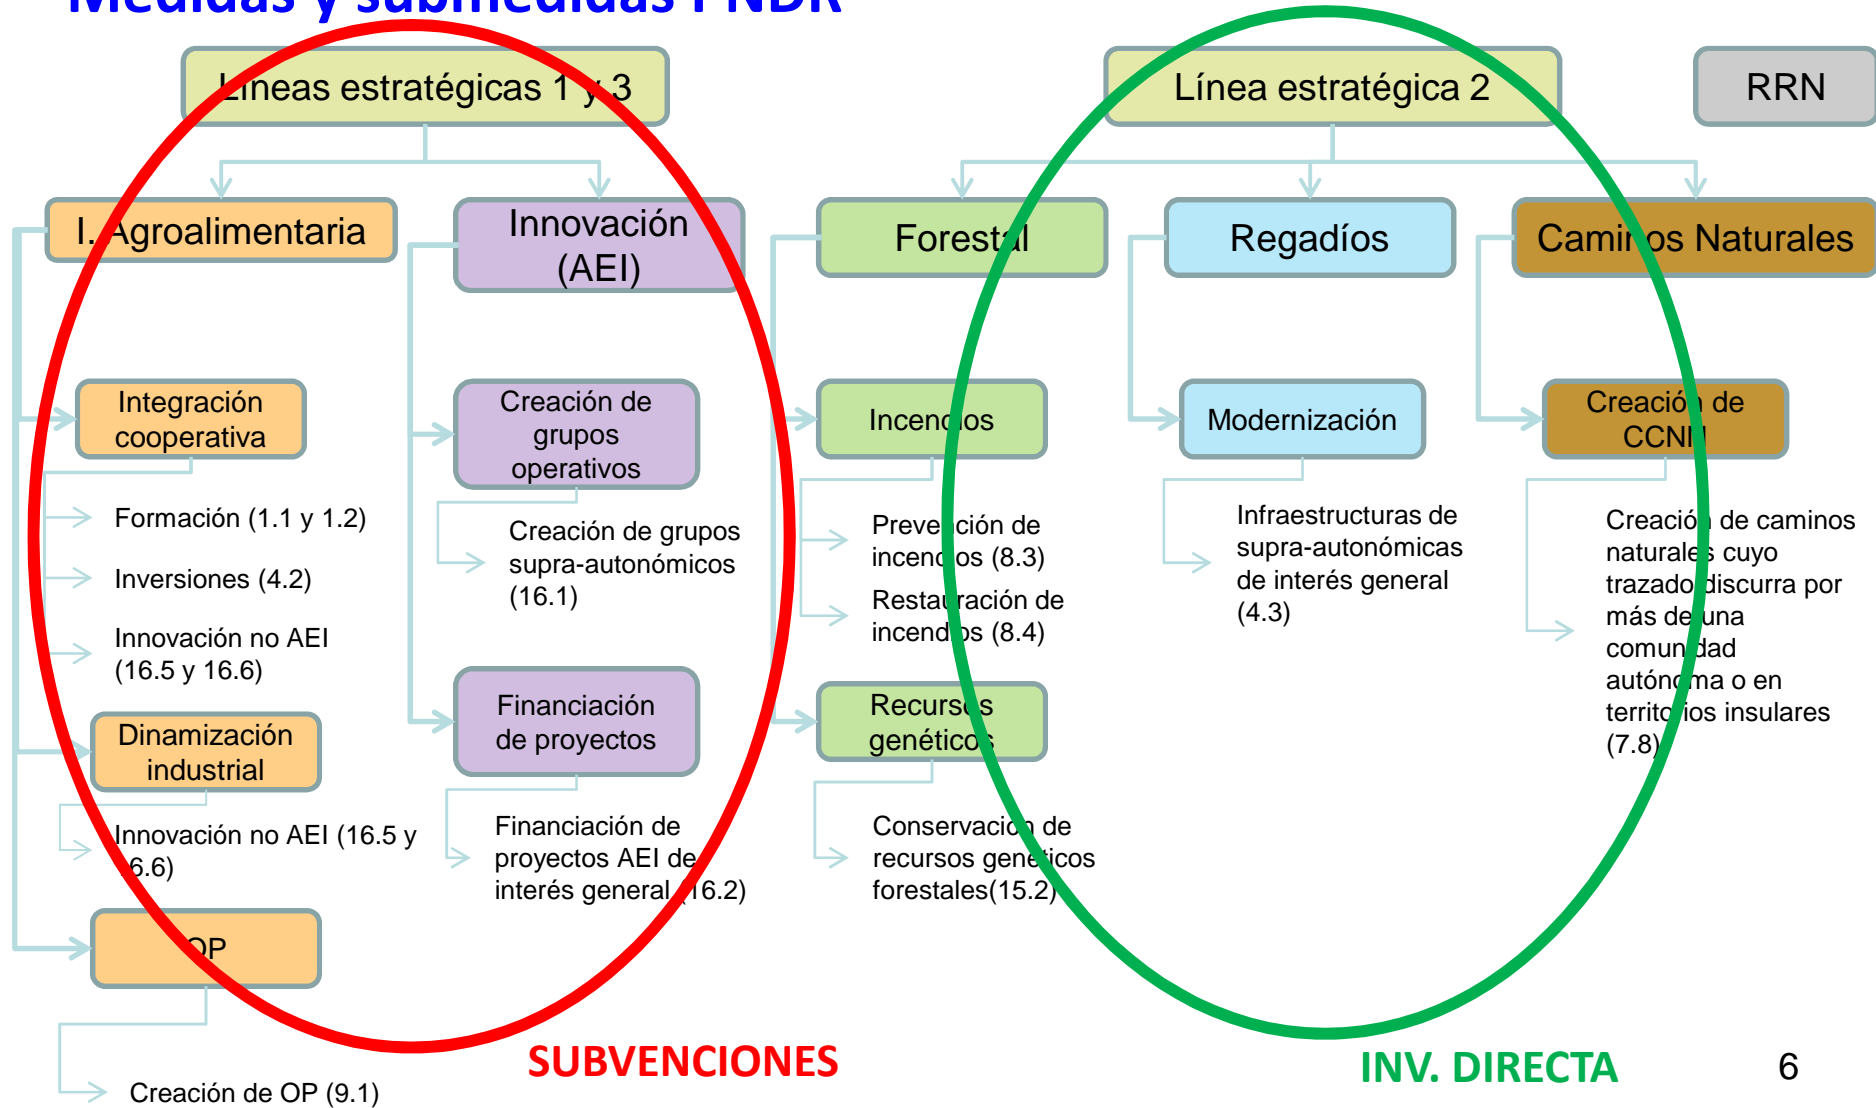 Medidas y submedidas PNDR
Líneas estratégicas 1 y 3
Línea estratégica 2
RRN
I. Agroalimentaria
Innovación
(AEI)
Forestal
Regadíos
Caminos Naturales
Integración
cooperativa
Formación (1.1 y 1.2)
Inversiones (4.2)
Innovación no AEI
(16.5 y 16.6)
Dinamización
industrial
Innovación no AEI (16.5 y
16.6)
OP
Creación de OP (9.1)
Creación de
grupos
operativos
Creación de grupos
supra-autonómicos
(16.1)
Financiación
de proyectos
Financiación de
proyectos AEI de
interés general (16.2)
Incendios
Prevención de
incendios (8.3)
Restauración de
incendios (8.4)
Recursos
genéticos
Conservación de
recursos genéticos
forestales(15.2)
Modernización
Infraestructuras de
supra-autonómicas
de interés general
(4.3)
Creación de
CCNN
Creación de caminos
naturales cuyo
trazado discurra por
más de una
comunidad
autónoma o en
territorios insulares
(7.8)
SUBVENCIONES
INV. DIRECTA
6